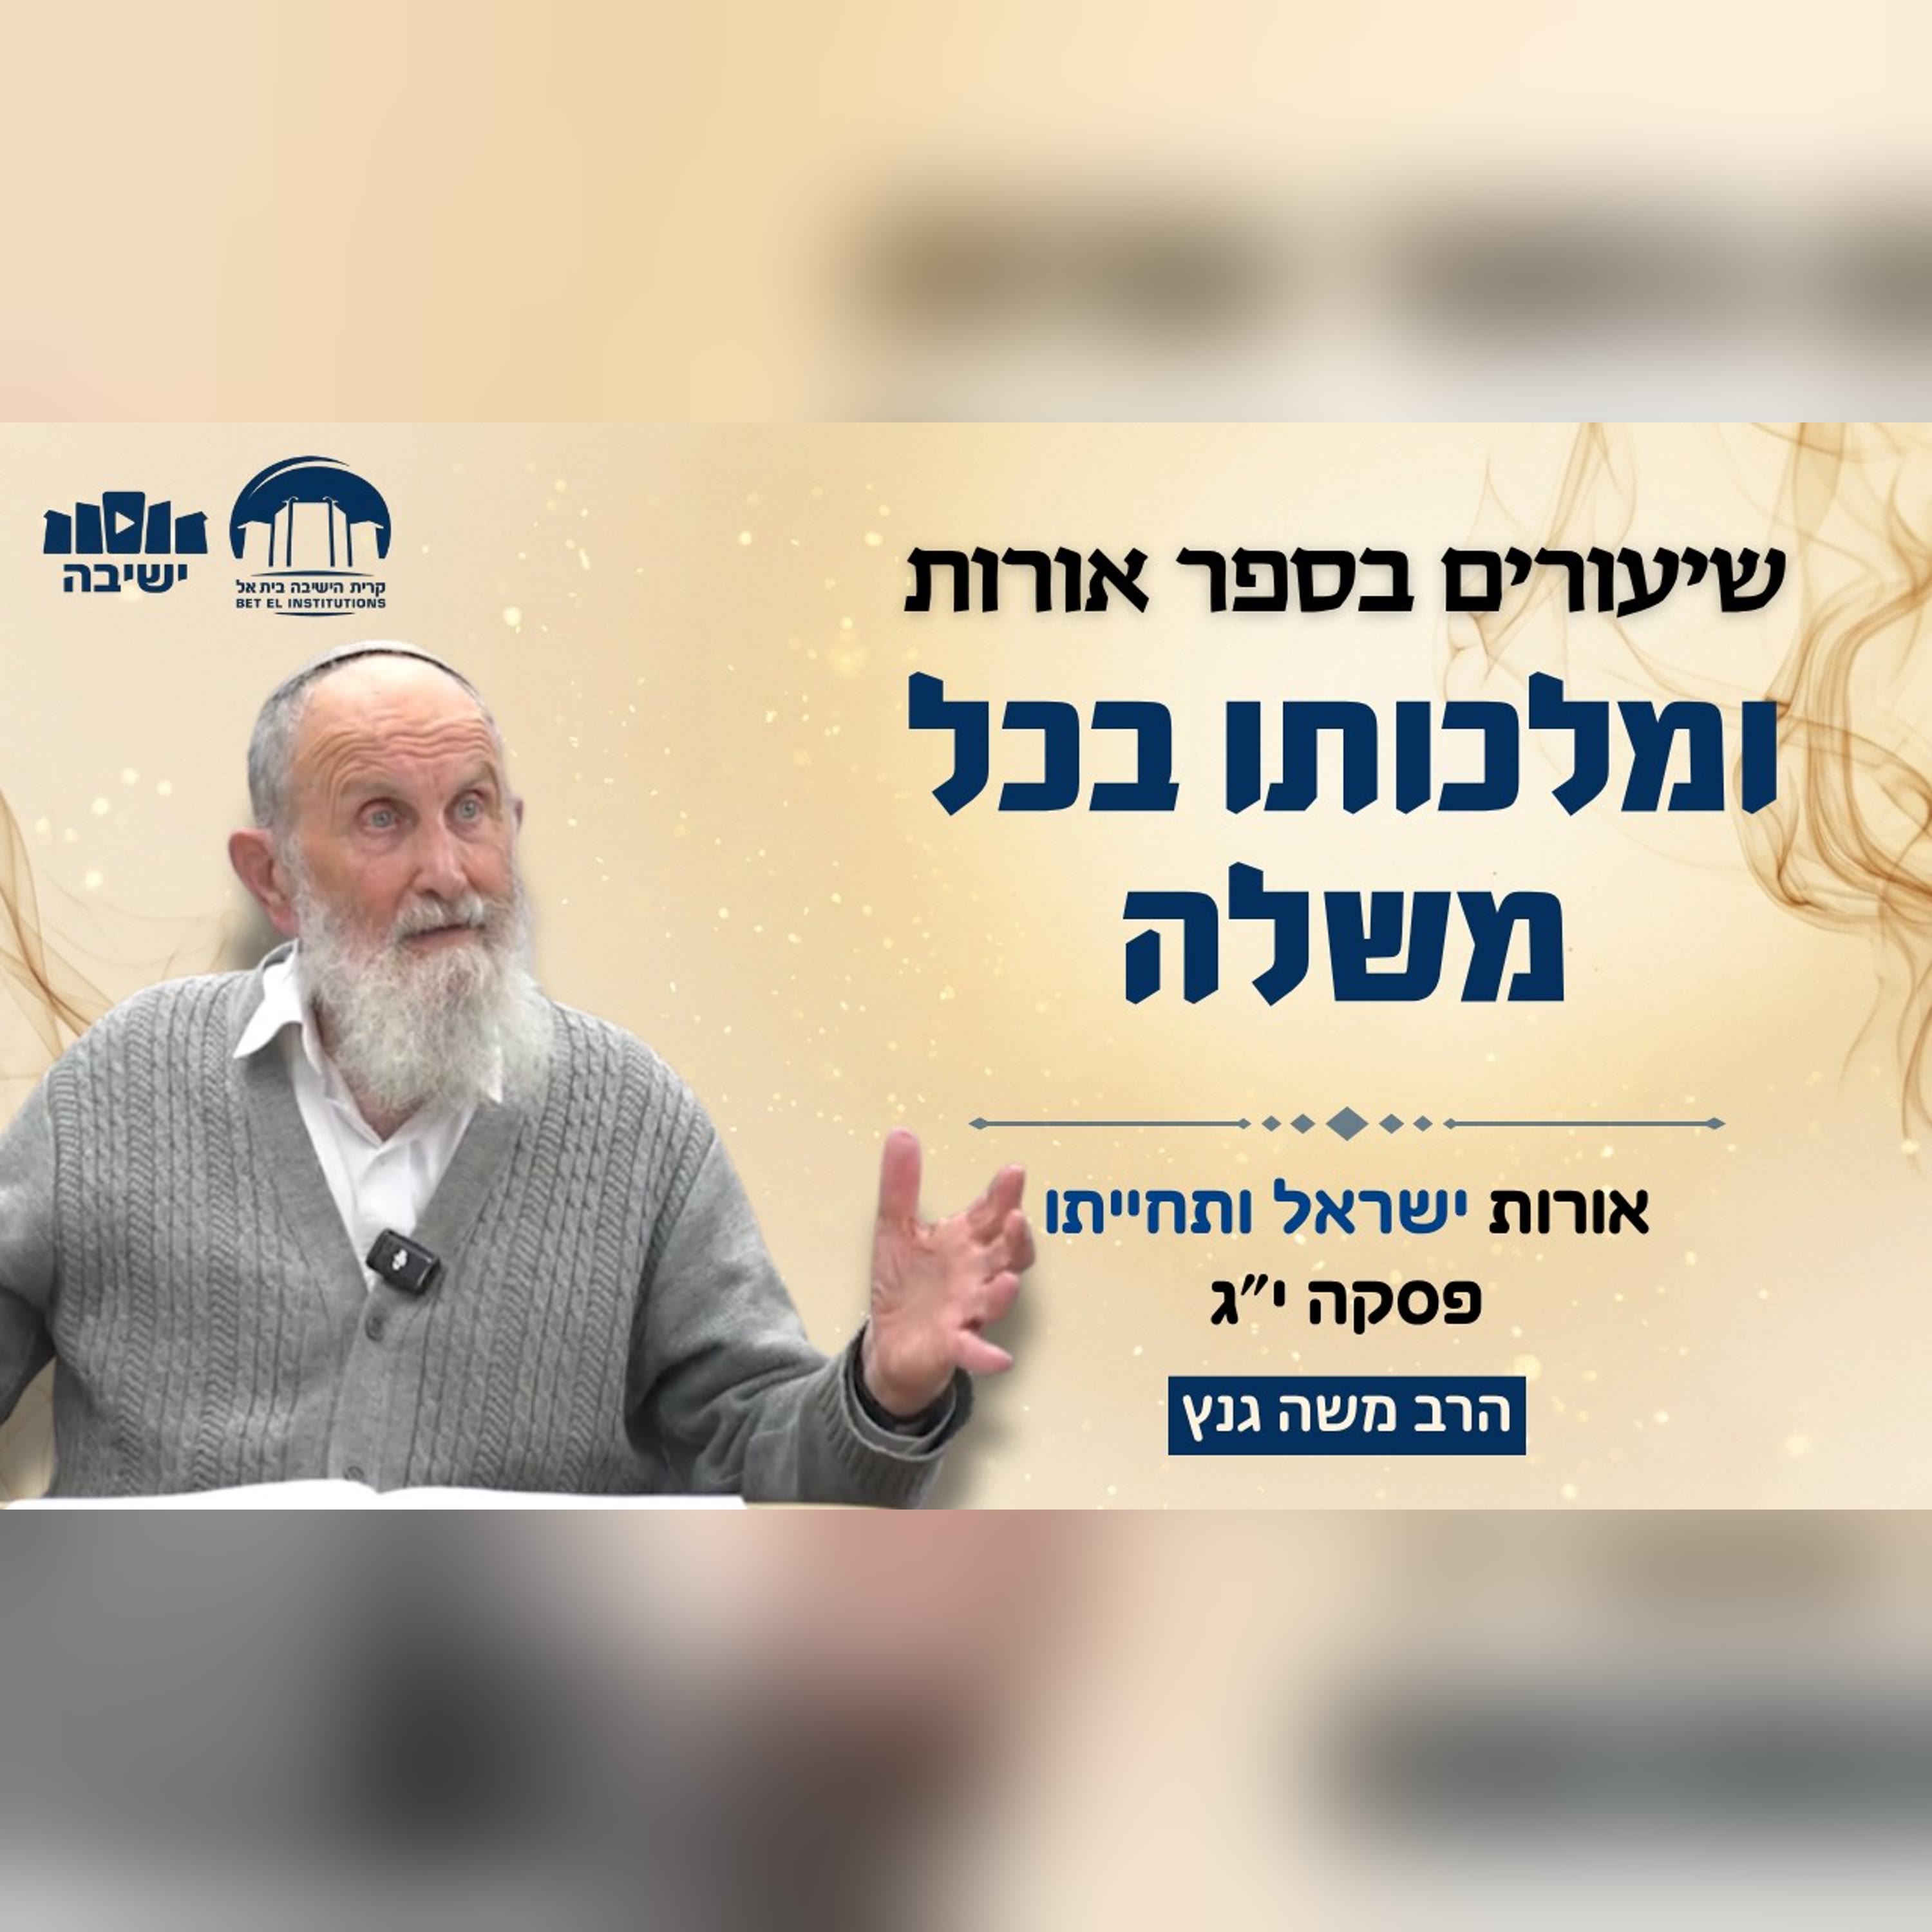 ישיבה
קרית הישיבה בית אל
BET EL INSTITUTIONS
שיעורים בספר אורות
ומלכותו בכל
משלה
אורות ישראל ותחייתו
פסקה י״ג
הרב משה גנץ